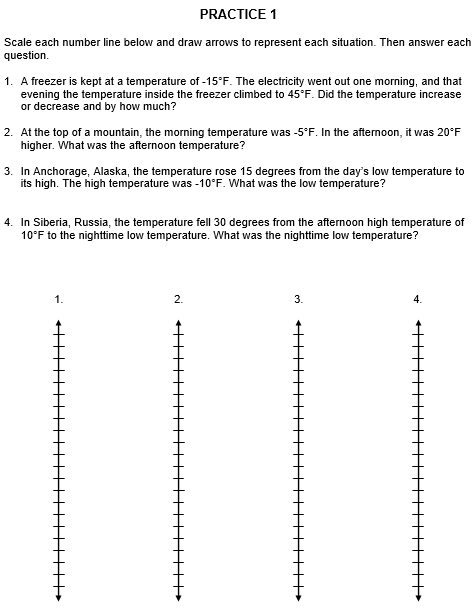 PRACTICE 1
Scale each number line below and draw arrows to represent each situation. Then answer each
question.
1. A freezer is kept at a temperature of -15°F. The electricity went out one morning, and that
evening the temperature inside the freezer climbed to 45°F. Did the temperature increase
or decrease and by how much?
2. At the top of a mountain, the morning temperature was -5°F. In the afternoon, it was 20°F
higher. What was the afternoon temperature?
3. In Anchorage, Alaska, the temperature rose 15 degrees from the day's low temperature to
its high. The high temperature was -10°F. What was the low temperature?
4. In Siberia, Russia, the temperature fell 30 degrees from the afternoon high temperature of
10°F to the nighttime low temperature. What was the nighttime low temperature?
1. 2. 3. 4.